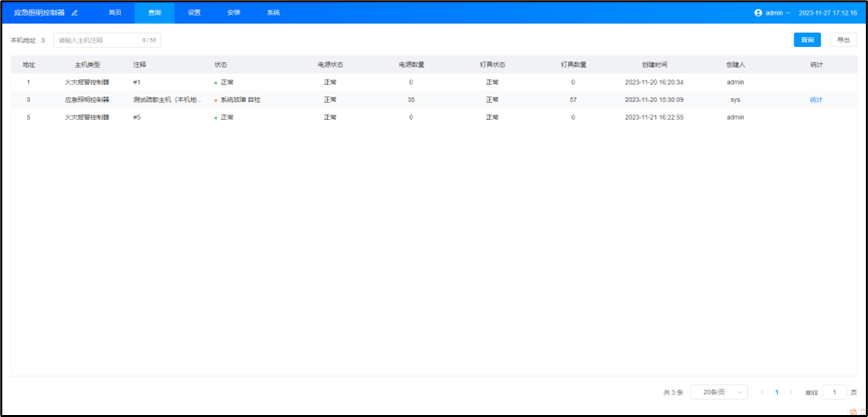 应急照明控制器 首页 查询 设置 安装 系统 admin 2023-11-27 17:12:16
本机地址 3 请输入主机注释 0 / 50 查询 导出
地址 主机类型 注释 状态 电源状态 电源数量 灯具状态 灯具数量 创建时间 创建人 统计
1 火灾报警控制器 #1 正常 正常 0 正常 0 2023-11-20 16:20:34 admin
3 应急照明控制器 测试疏散主机（本机地... 系统故障 自检 正常 35 正常 57 2023-11-20 15:30:09 sys 统计
5 火灾报警控制器 #5 正常 正常 0 正常 0 2023-11-21 16:22:55 admin
共 3 条 20条/页 1 前往 1 页